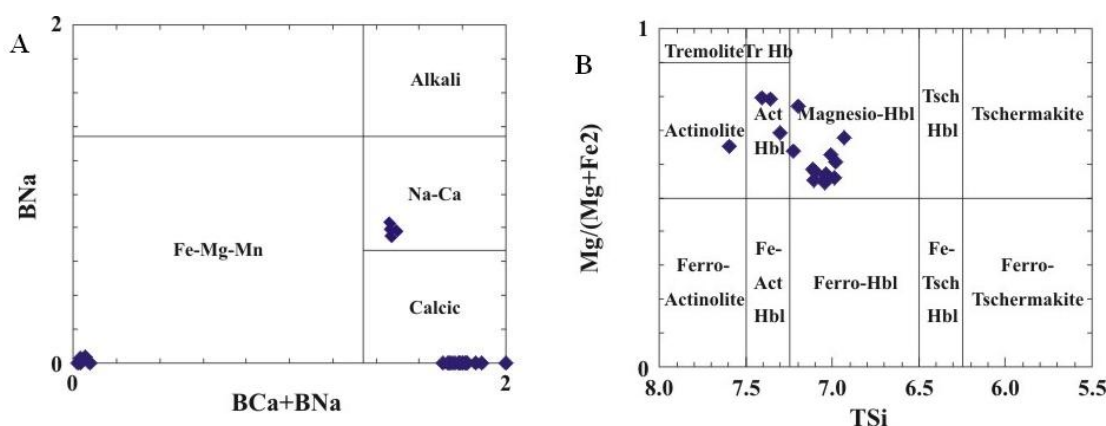 A
2
Alkali
BNa
Na-Ca
Fe-Mg-Mn
Calcic
0
0
2
BCa+BNa
B
1
Tremolite
Tr Hb
Actinolite
Act
Hbl
Magnesio-Hbl
Tsch
Hbl
Tschermakite
Mg/(Mg+Fe2)
Ferro-
Actinolite
Fe-
Act
Hbl
Ferro-Hbl
Fe-
Tsch
Hbl
Ferro-
Tschermakite
0
8.0
7.5
7.0
6.5
6.0
5.5
TSi